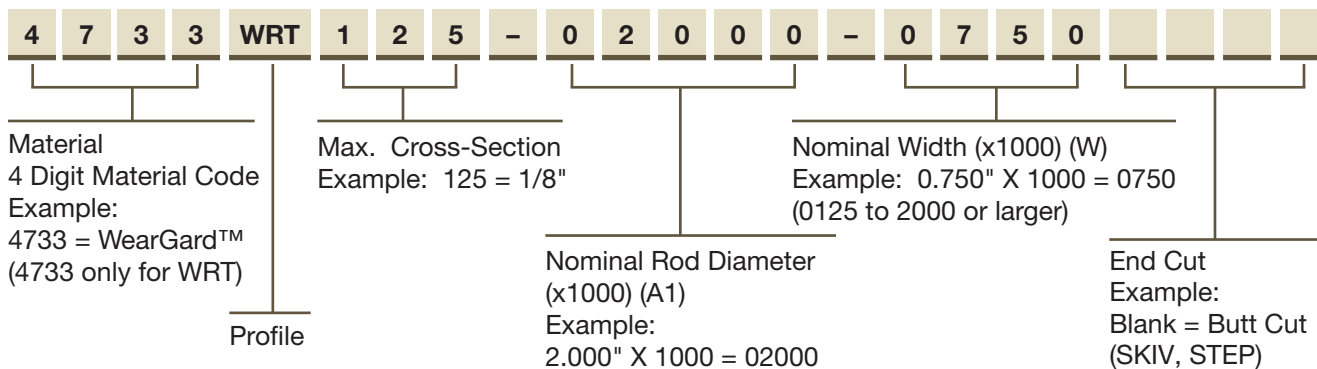 4 7 3 3 WRT 1 2 5 – 0 2 0 0 0 – 0 7 5 0
Material
4 Digit Material Code
Example:
4733 = WearGard™
(4733 only for WRT)
Profile
Max. Cross-Section
Example: 125 = 1/8"
Nominal Rod Diameter
(x1000) (A1)
Example:
2.000" X 1000 = 02000
Nominal Width (x1000) (W)
Example: 0.750" X 1000 = 0750
(0125 to 2000 or larger)
End Cut
Example:
Blank = Butt Cut
(SKIV, STEP)